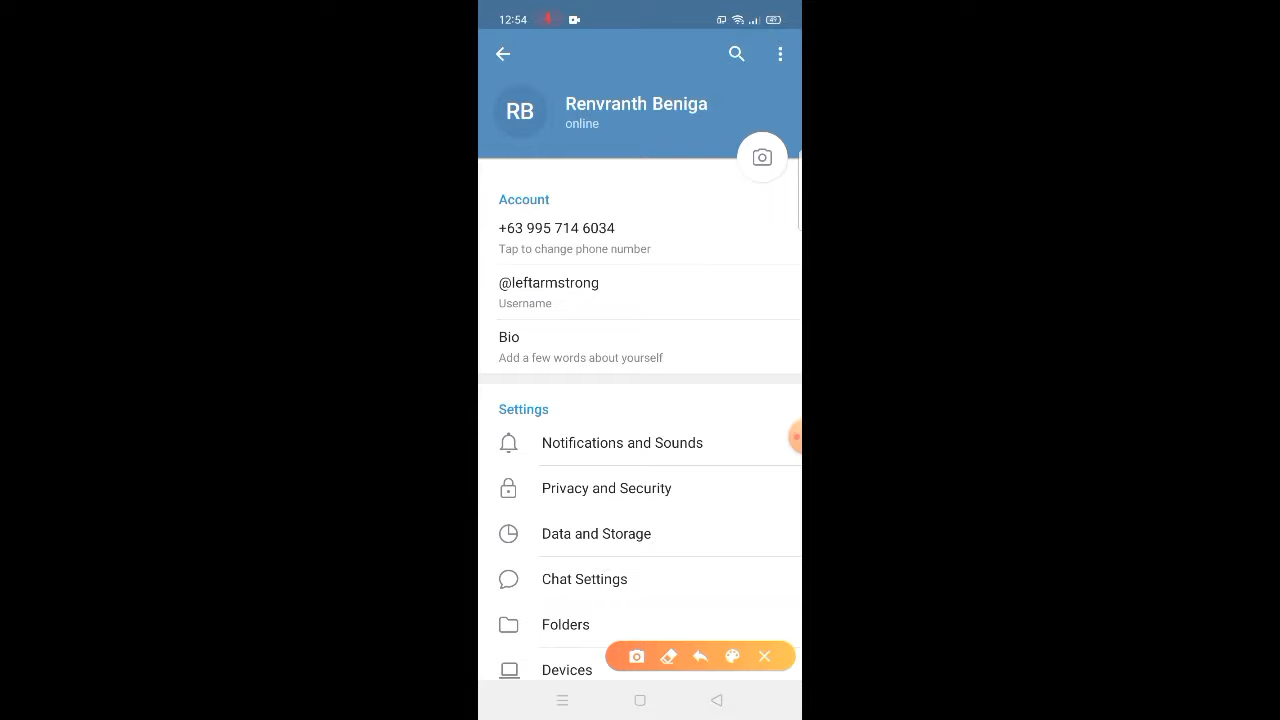 12:54
49
RB
Renvranth Beniga
online
Account
+63 995 714 6034
Tap to change phone number
@leftarmstrong
Username
Bio
Add a few words about yourself
Settings
Notifications and Sounds
Privacy and Security
Data and Storage
Chat Settings
Folders
Devices